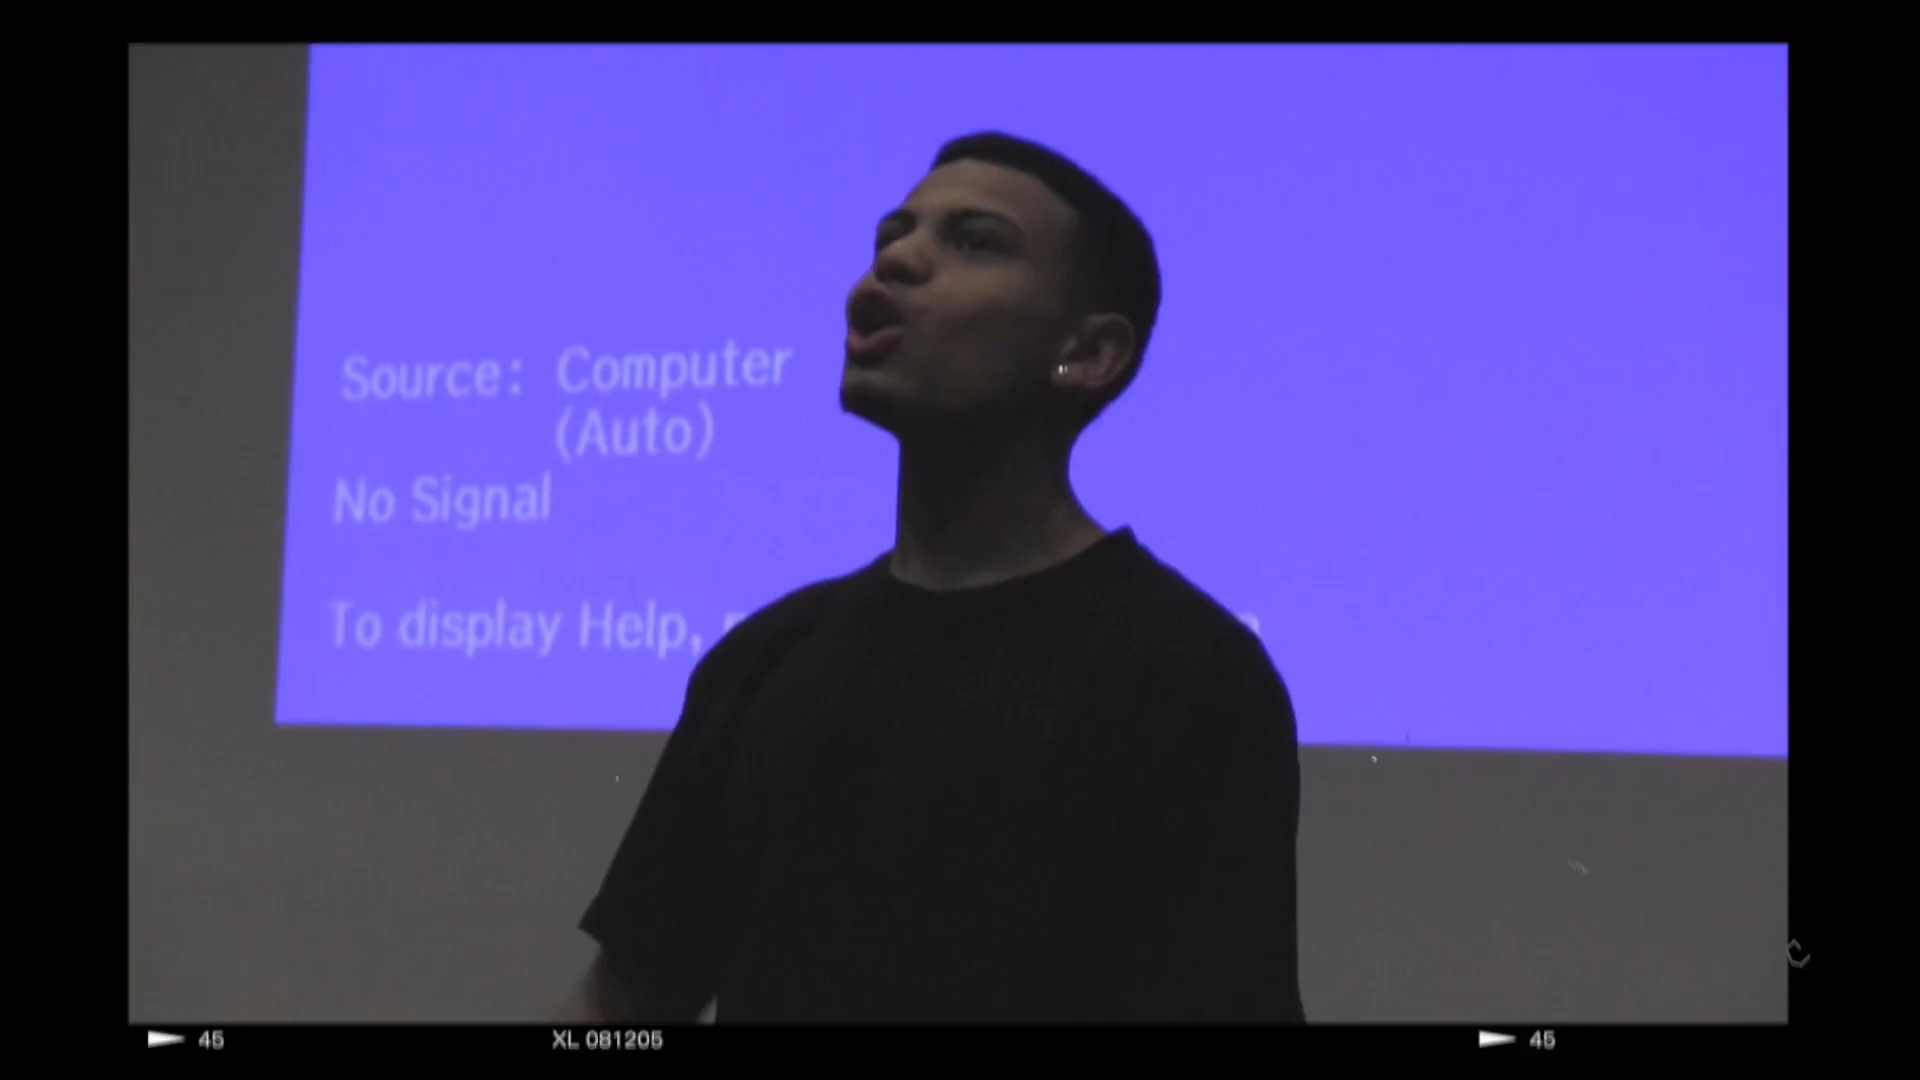 Source: Computer
(Auto)
No Signal
To display Help,
45
XL 081205
45